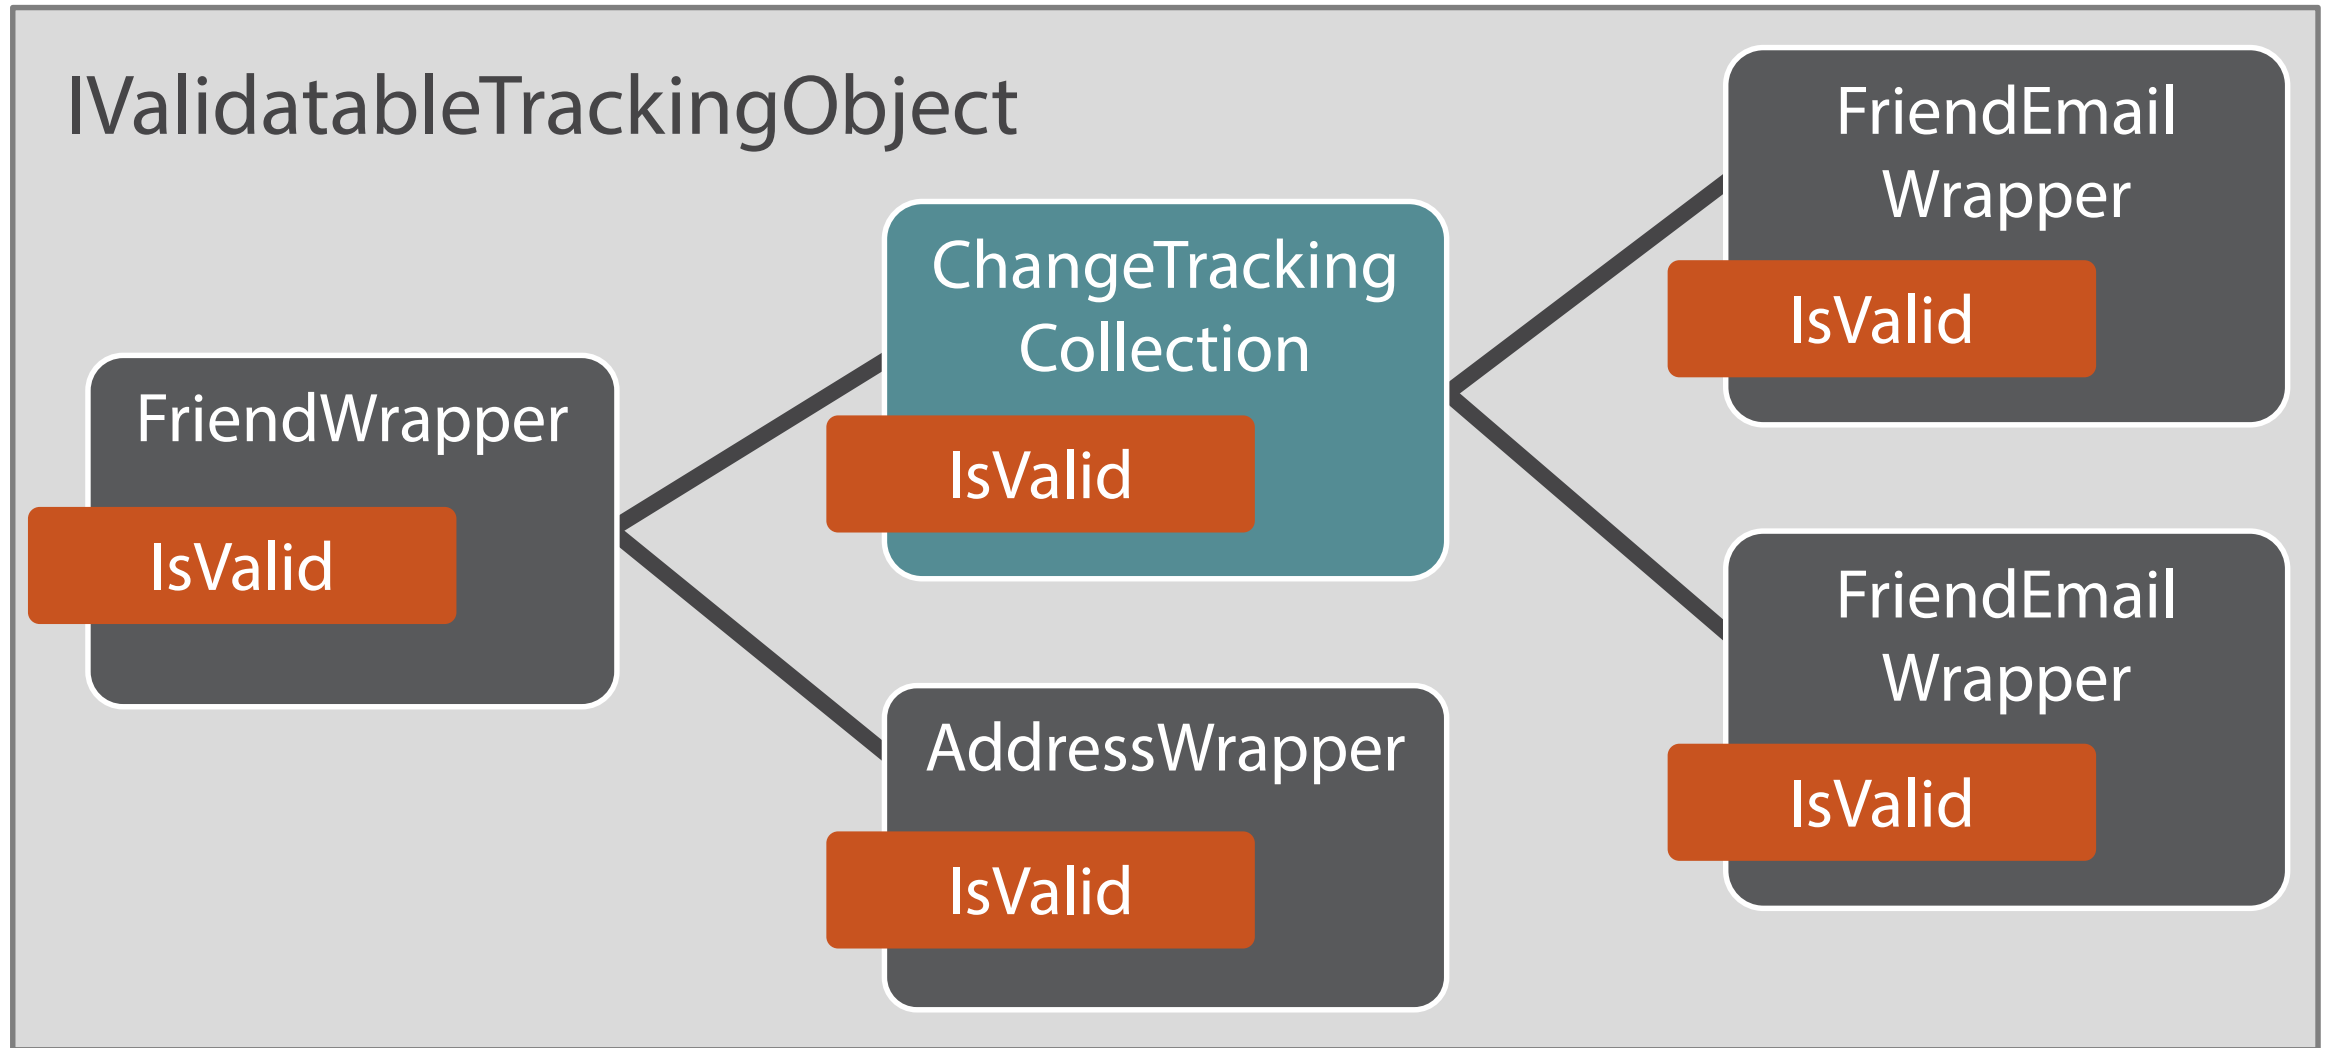 IValidatableTrackingObject
FriendWrapper
IsValid
ChangeTracking
Collection
IsValid
AddressWrapper
IsValid
FriendEmail
Wrapper
IsValid
FriendEmail
Wrapper
IsValid